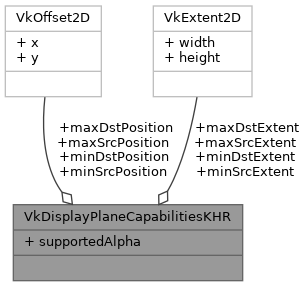 VkOffset2D
+ x
+ y
VkExtent2D
+ width
+ height
+maxDstPosition
+maxSrcPosition
+minDstPosition
+minSrcPosition
+maxDstExtent
+maxSrcExtent
+minDstExtent
+minSrcExtent
VkDisplayPlaneCapabilitiesKHR
+ supportedAlpha